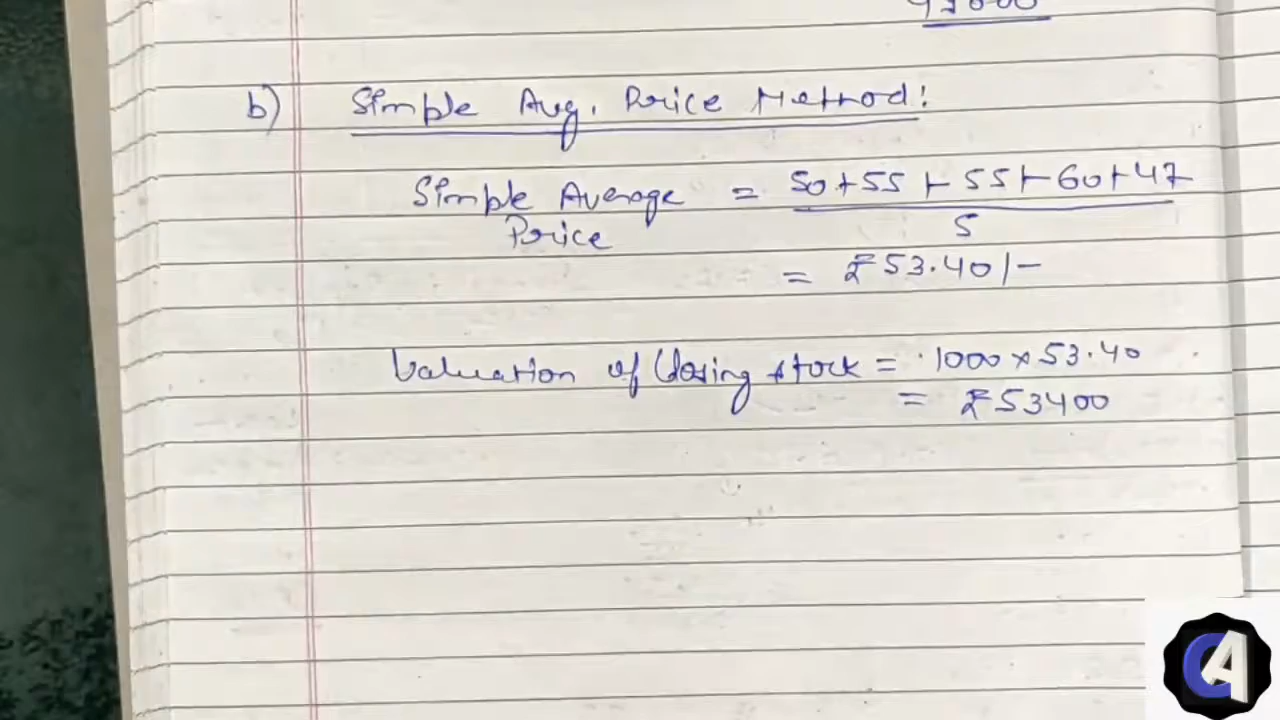 b) Simple Avg. Price Method:
Simple Average = 50+55+55+60+47
Price 5
= ₹53.40/-
Valuation of Closing stock = 1000×53.40
= ₹53400
CA